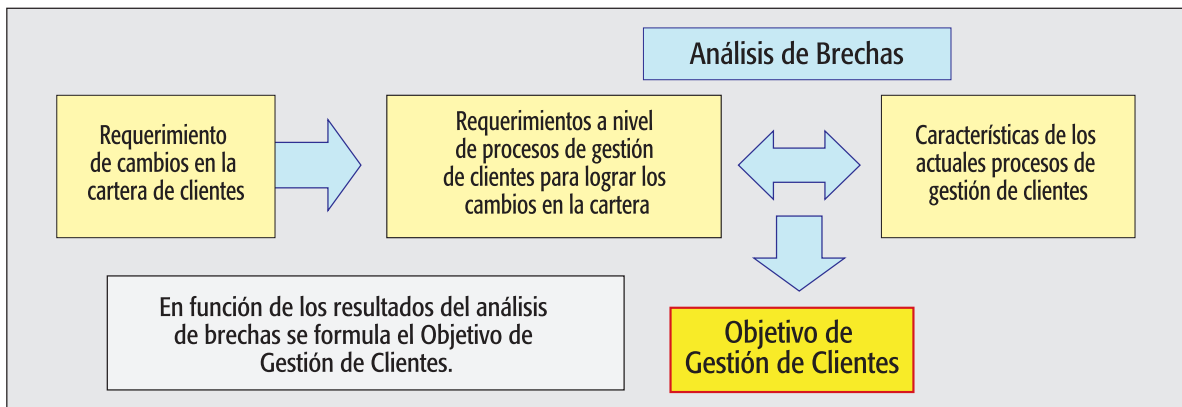 Análisis de Brechas
Requerimiento
de cambios en la
cartera de clientes
Requerimientos a nivel
de procesos de gestión
de clientes para lograr los
cambios en la cartera
Características de los
actuales procesos de
gestión de clientes
En función de los resultados del análisis
de brechas se formula el Objetivo de
Gestión de Clientes.
Objetivo de
Gestión de Clientes